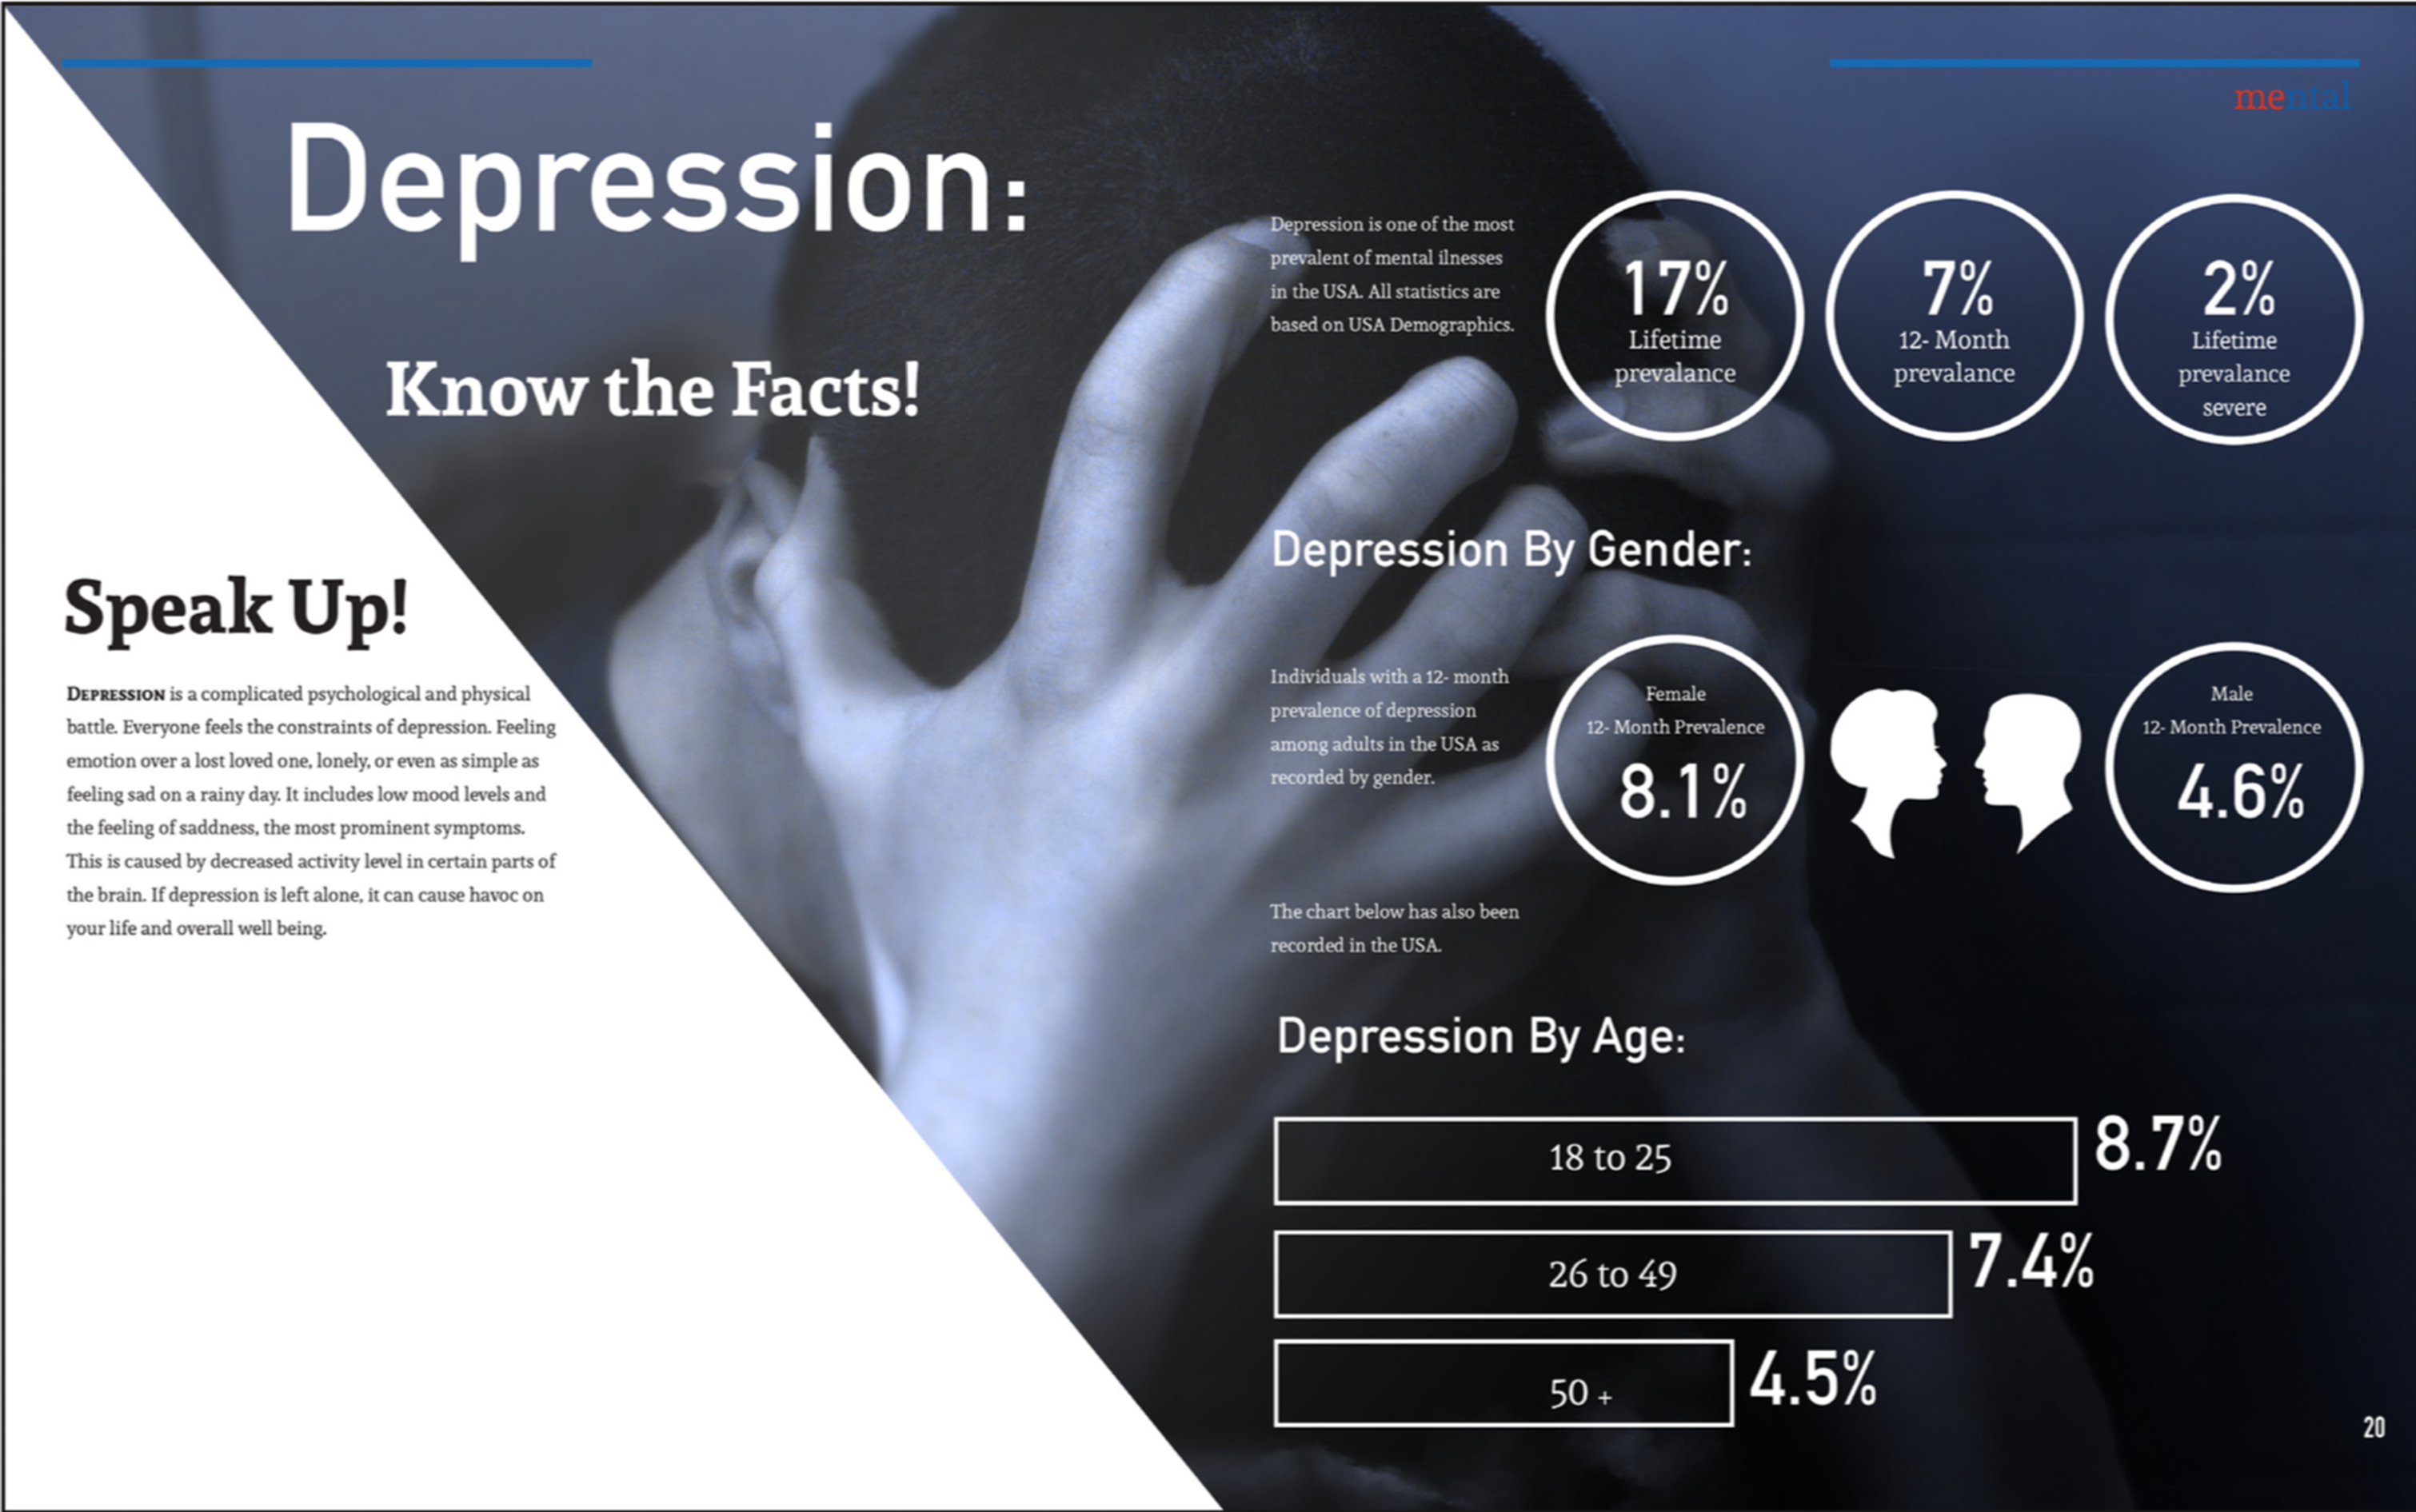 mental
Depression:
Know the Facts!
Speak Up!
DEPRESSION is a complicated psychological and physical
battle. Everyone feels the constraints of depression. Feeling
emotion over a lost loved one, lonely, or even as simple as
feeling sad on a rainy day. It includes low mood levels and
the feeling of saddness, the most prominent symptoms.
This is caused by decreased activity level in certain parts of
the brain. If depression is left alone, it can cause havoc on
your life and overall well being.
Depression is one of the most
prevalent of mental ilnesses
in the USA. All statistics are
based on USA Demographics.
17%
Lifetime
prevalance
7%
12- Month
prevalance
2%
Lifetime
prevalance
severe
Depression By Gender:
Individuals with a 12- month
prevalence of depression
among adults in the USA as
recorded by gender.
Female
12- Month Prevalence
8.1%
Male
12- Month Prevalence
4.6%
The chart below has also been
recorded in the USA.
Depression By Age:
18 to 25
8.7%
26 to 49
7.4%
50 +
4.5%
20